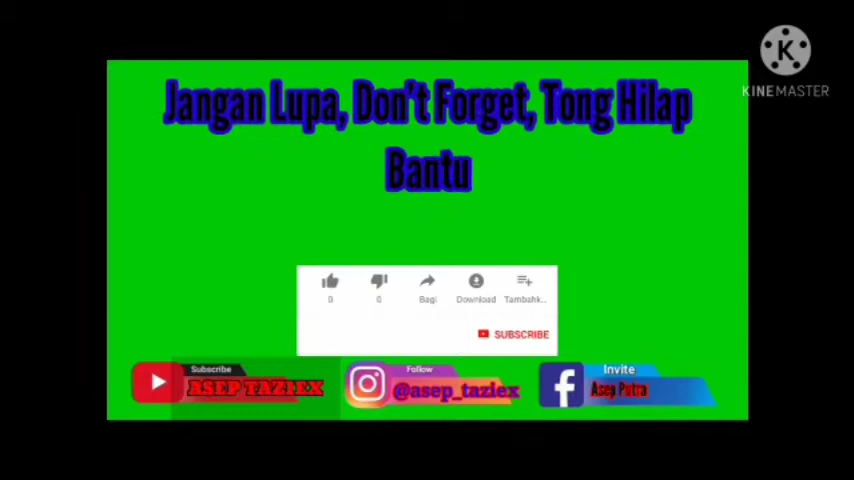 KINEMASTER
Jangan Lupa, Don't Forget, Tong Hilap
Bantu
0 0 Bagi Download Tambahk...
SUBSCRIBE
Subscribe Follow Invite
ASEP TAZIEX @asep_taziex Asep Putra